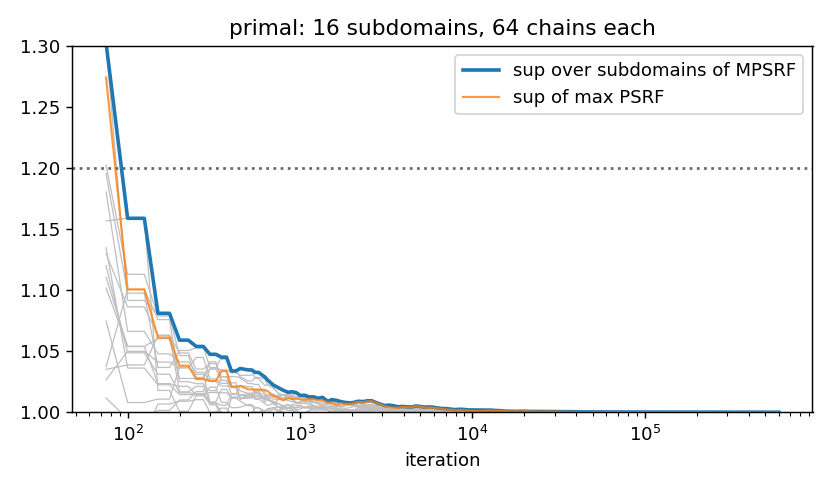 primal: 16 subdomains, 64 chains each
1.30
1.25
1.20
1.15
1.10
1.05
1.00
sup over subdomains of MPSRF
sup of max PSRF
10² 10³ 10⁴ 10⁵
iteration